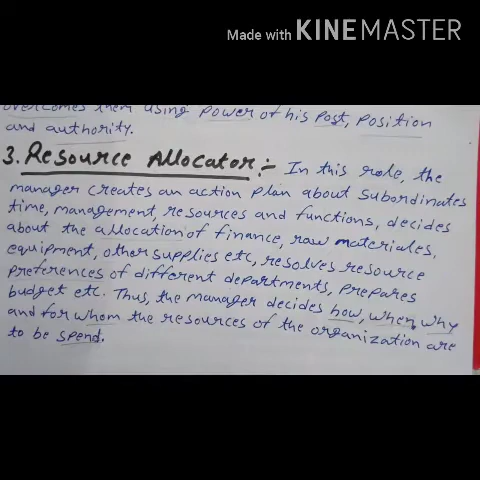 Made with KINEMASTER
overcomes them using power of his post, position
and authority.
3. Resource Allocator :- In this role, the
manager creates an action plan about subordinates
time, management, resources and functions, decides
about the allocation of finance, raw materiales,
equipment, other supplies etc, resolves resource
preferences of different departments, prepares
budget etc. Thus, the manager decides how, when, why
and for whom the resources of the organization are
to be spend.